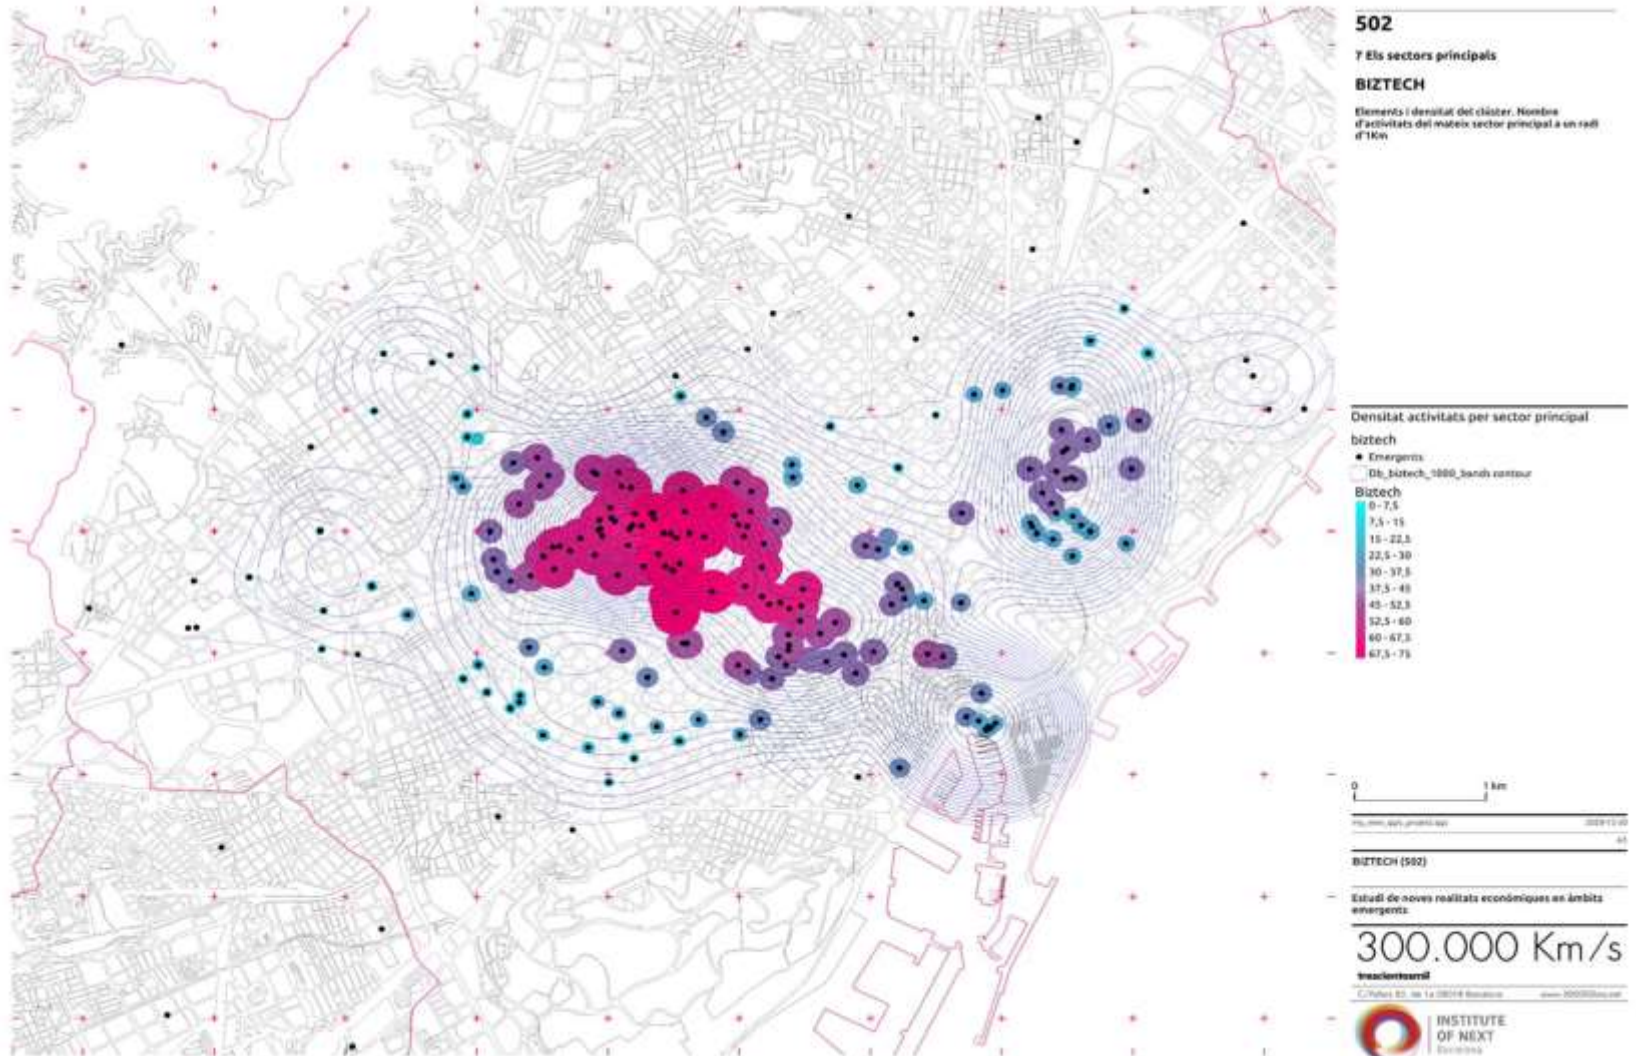 502
7 Els sectors principals
BIZTECH
Elements i densitat del clúster. Nombre
d'activitats del mateix sector principal a un radi
d'1Km
Densitat activitats per sector principal
biztech
Emergents
Db_biztech_1000_bands contour
Biztech
0 - 7,5
7,5 - 15
15 - 22,5
22,5 - 30
30 - 37,5
37,5 - 45
45 - 52,5
52,5 - 60
60 - 67,5
67,5 - 75
0 1 km
BIZTECH (502)
Estudi de noves realitats econòmiques en àmbits
emergents
300.000 Km/s
trescientosmil
INSTITUTE
OF NEXT
Barcelona